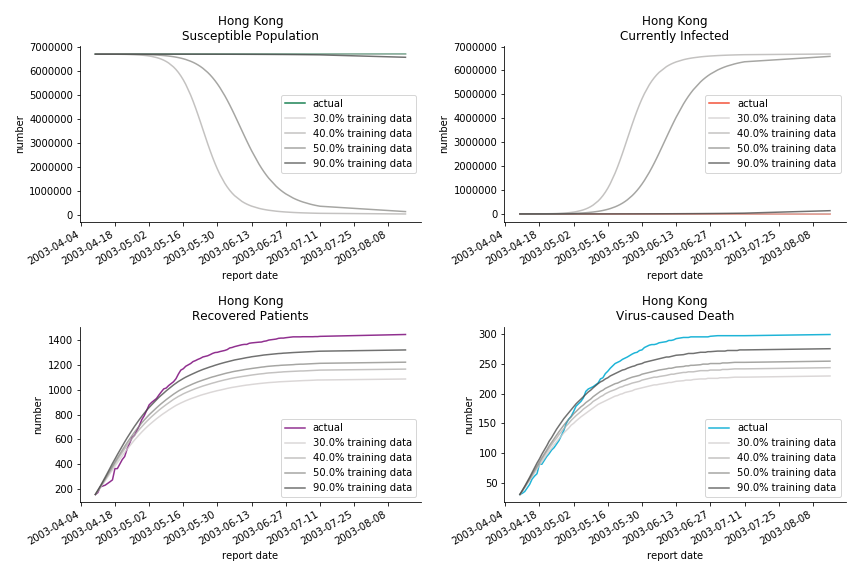 Hong Kong
Susceptible Population
7000000
6000000
5000000
4000000
3000000
2000000
1000000
0
number
actual
30.0% training data
40.0% training data
50.0% training data
90.0% training data
2003-04-04
2003-04-18
2003-05-02
2003-05-16
2003-05-30
2003-06-13
2003-06-27
2003-07-11
2003-07-25
2003-08-08
report date
Hong Kong
Currently Infected
7000000
6000000
5000000
4000000
3000000
2000000
1000000
0
number
actual
30.0% training data
40.0% training data
50.0% training data
90.0% training data
2003-04-04
2003-04-18
2003-05-02
2003-05-16
2003-05-30
2003-06-13
2003-06-27
2003-07-11
2003-07-25
2003-08-08
report date
Hong Kong
Recovered Patients
1400
1200
1000
800
600
400
200
number
actual
30.0% training data
40.0% training data
50.0% training data
90.0% training data
2003-04-04
2003-04-18
2003-05-02
2003-05-16
2003-05-30
2003-06-13
2003-06-27
2003-07-11
2003-07-25
2003-08-08
report date
Hong Kong
Virus-caused Death
300
250
200
150
100
50
number
actual
30.0% training data
40.0% training data
50.0% training data
90.0% training data
2003-04-04
2003-04-18
2003-05-02
2003-05-16
2003-05-30
2003-06-13
2003-06-27
2003-07-11
2003-07-25
2003-08-08
report date